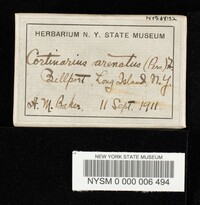 HERBARIUM N. Y. STATE MUSEUM
Cortinarius arenatus (Pers.)
Bellport, Long Island N.Y.
11 Sept. 1911
NEW YORK STATE MUSEUM
NYSM 0 000 006 494